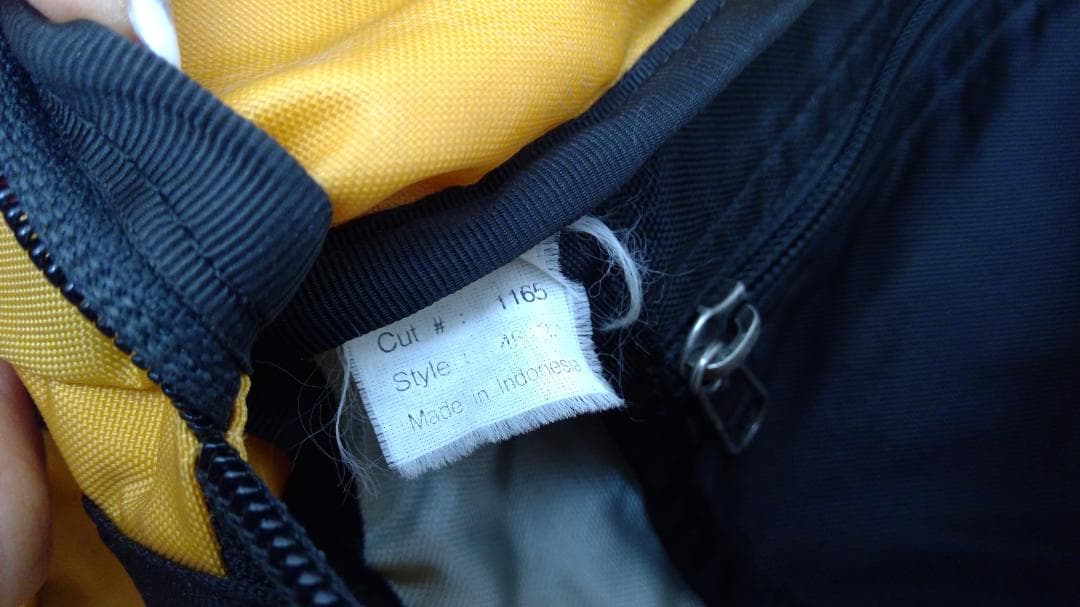 Cut # : 1165
Style :
Made in Indonesia